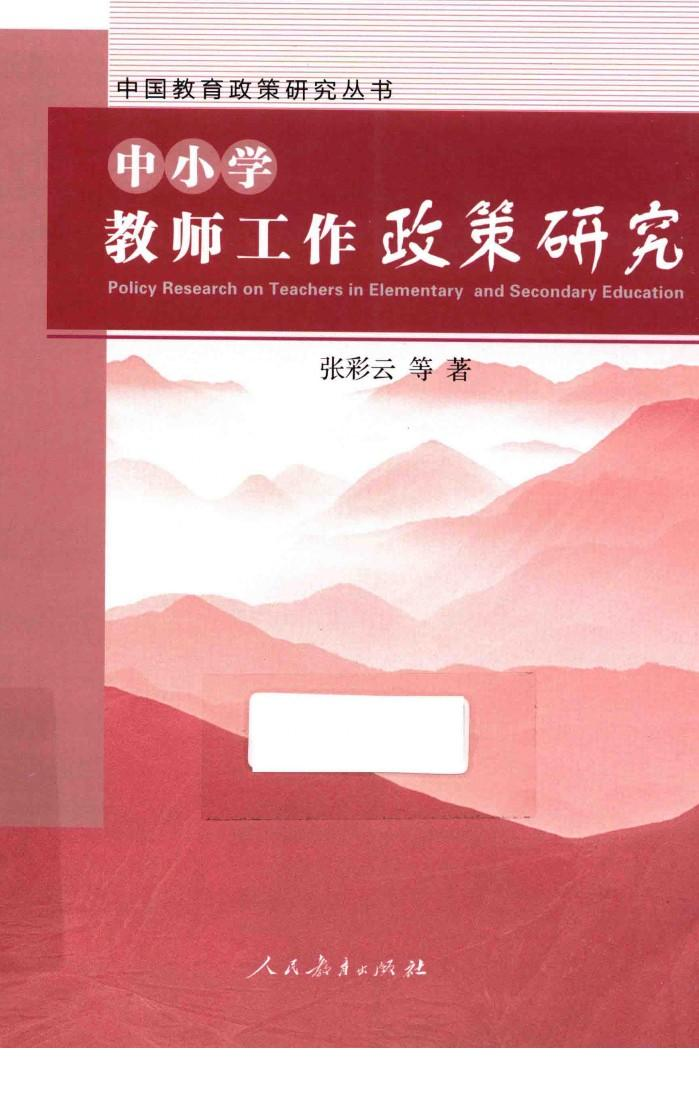 中国教育政策研究丛书
中小学
教师工作政策研究
Policy Research on Teachers in Elementary and Secondary Education
张彩云 等 著
人民教育出版社